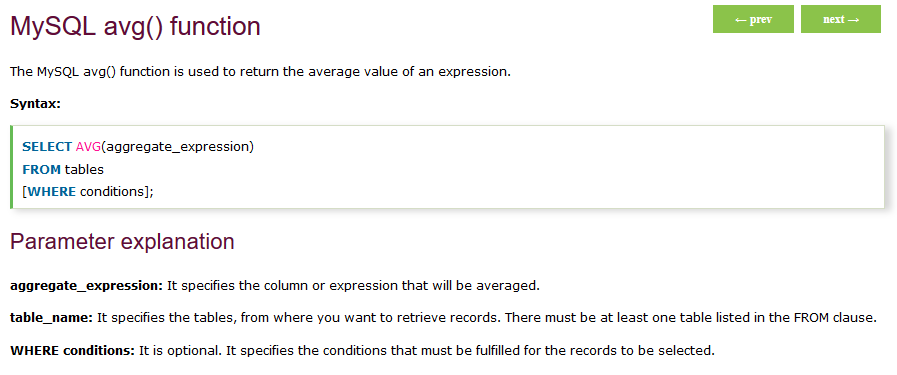 MySQL avg() function
← prev
next →
The MySQL avg() function is used to return the average value of an expression.
Syntax:
SELECT AVG(aggregate_expression)
FROM tables
[WHERE conditions];
Parameter explanation
aggregate_expression: It specifies the column or expression that will be averaged.
table_name: It specifies the tables, from where you want to retrieve records. There must be at least one table listed in the FROM clause.
WHERE conditions: It is optional. It specifies the conditions that must be fulfilled for the records to be selected.